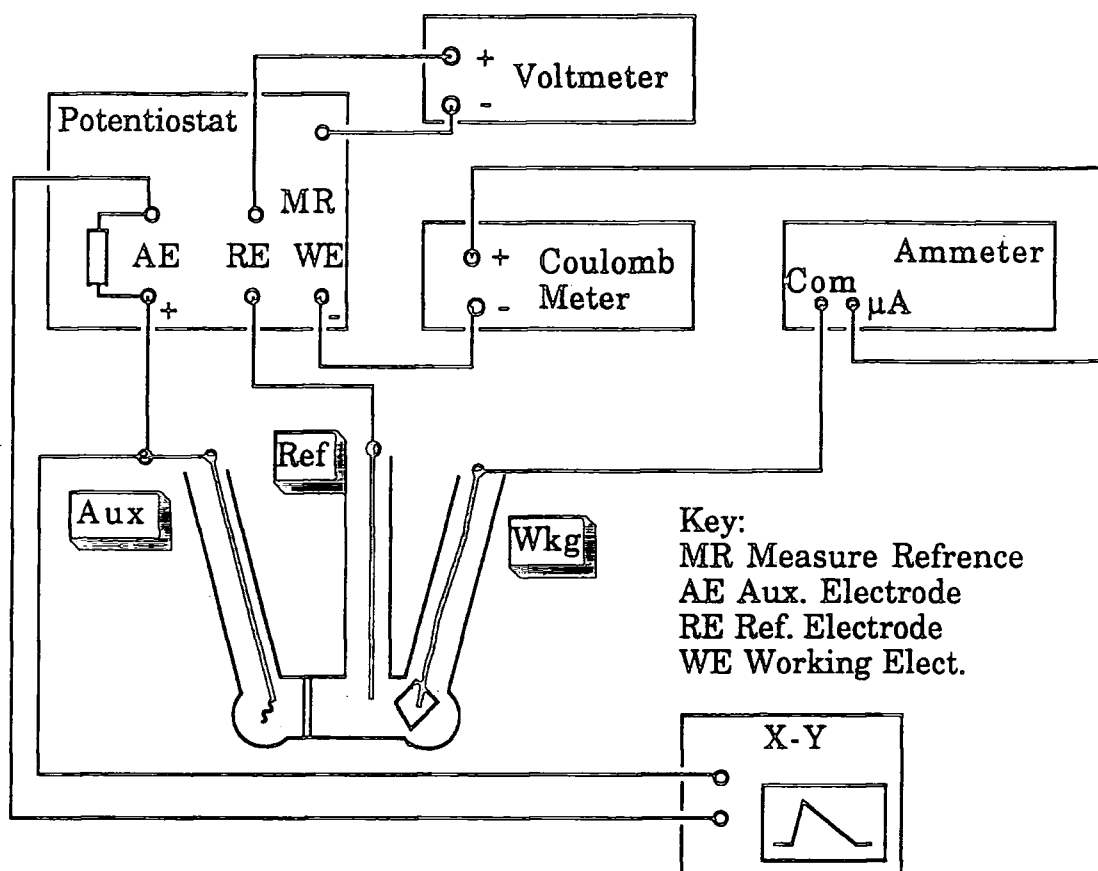 +
Voltmeter
-
Potentiostat
MR
AE RE WE
+
-
+
Coulomb
Meter
-
Ammeter
Com
µA
Ref
Aux
Wkg
Key:
MR Measure Refrence
AE Aux. Electrode
RE Ref. Electrode
WE Working Elect.
X-Y